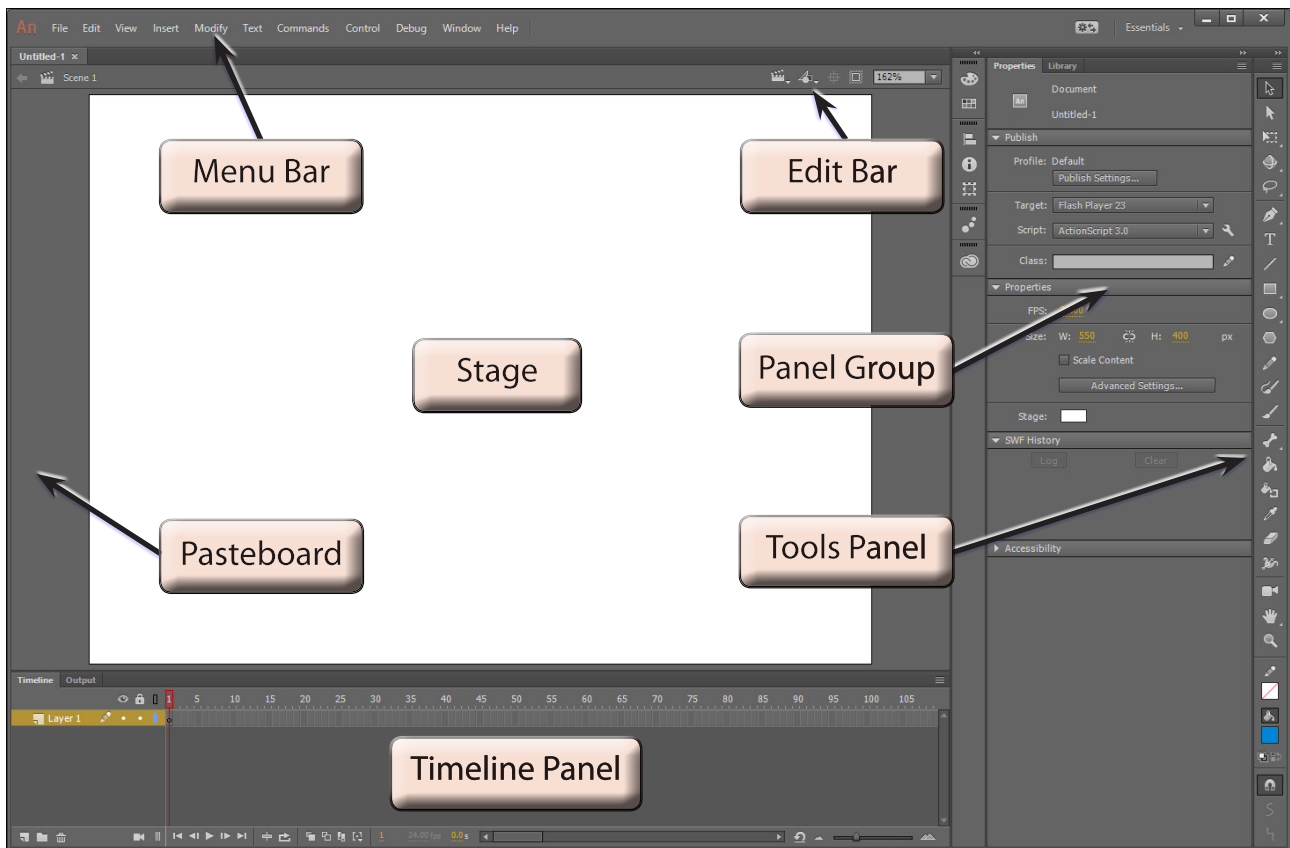 An File Edit View Insert Modify Text Commands Control Debug Window Help Essentials
Untitled-1 ×
Scene 1 162%
Menu Bar
Edit Bar
Stage
Panel Group
Pasteboard
Tools Panel
Properties Library
An
Document
Untitled-1
Publish
Profile: Default
Publish Settings...
Target: Flash Player 23
Script: ActionScript 3.0
Class:
Properties
FPS:
Size: W: 550 H: 400 px
Scale Content
Advanced Settings...
Stage:
SWF History
Log Clear
Accessibility
Timeline Output
1 5 10 15 20 25 30 35 40 45 50 55 60 65 70 75 80 85 90 95 100 105
Layer 1
Timeline Panel
1 24.00 fps 0.0 s